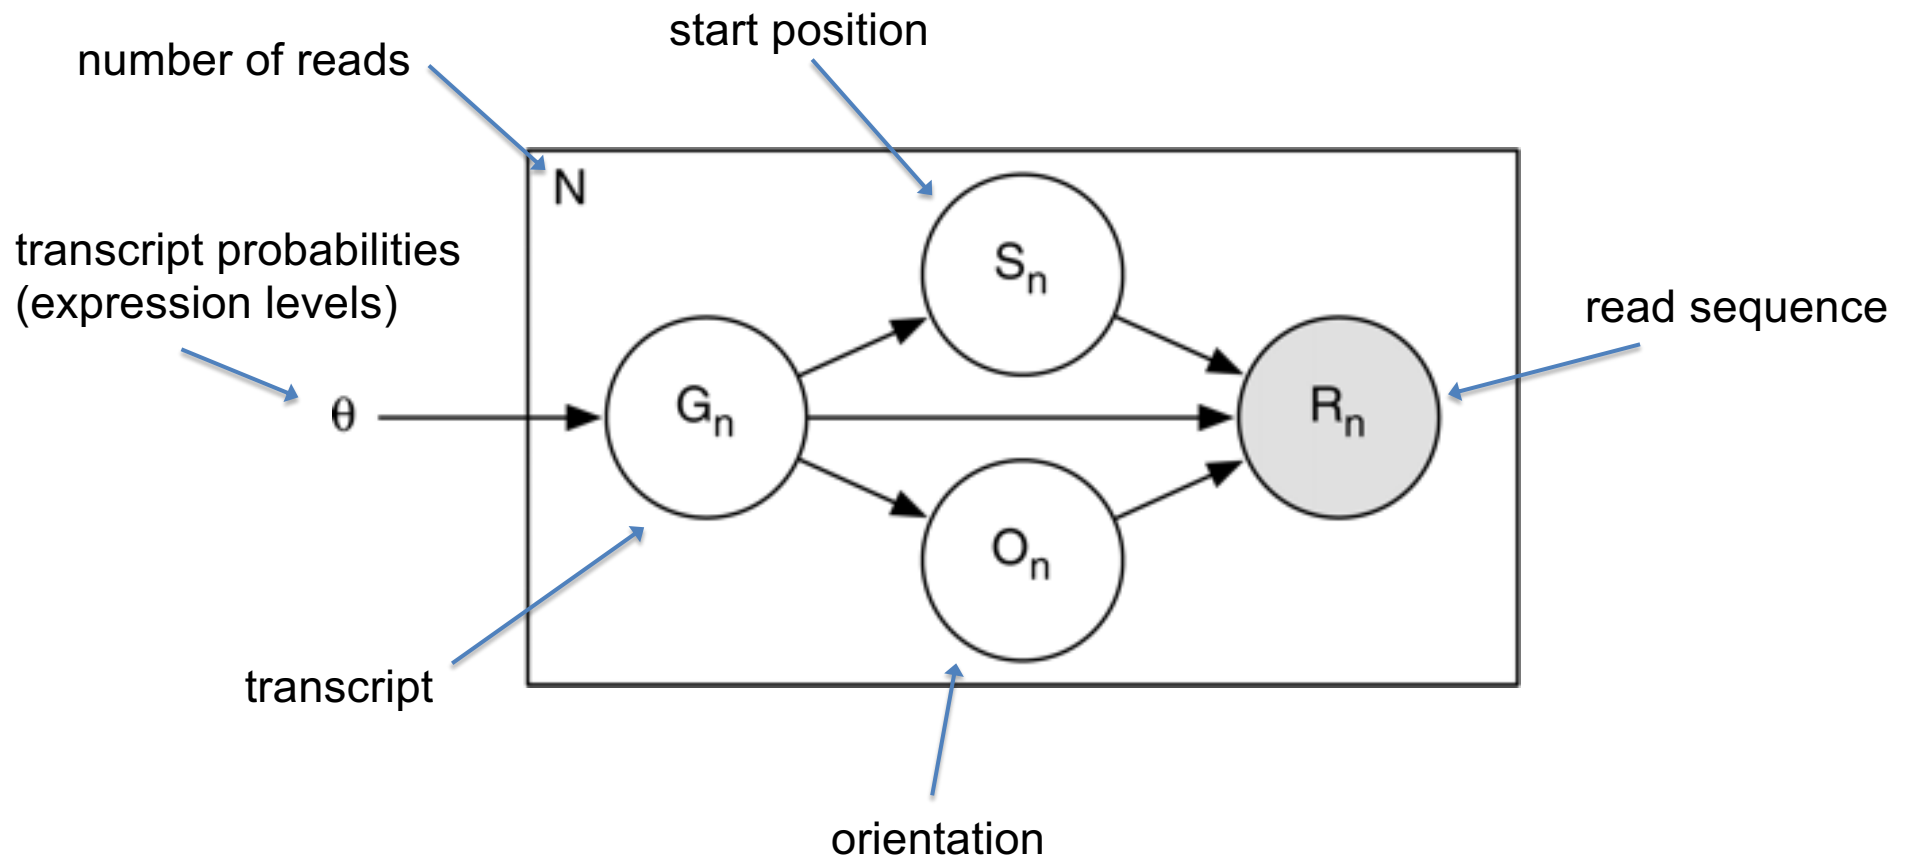 start position
number of reads
N
transcript probabilities
(expression levels)
Sn
read sequence
θ
Gn
Rn
On
transcript
orientation